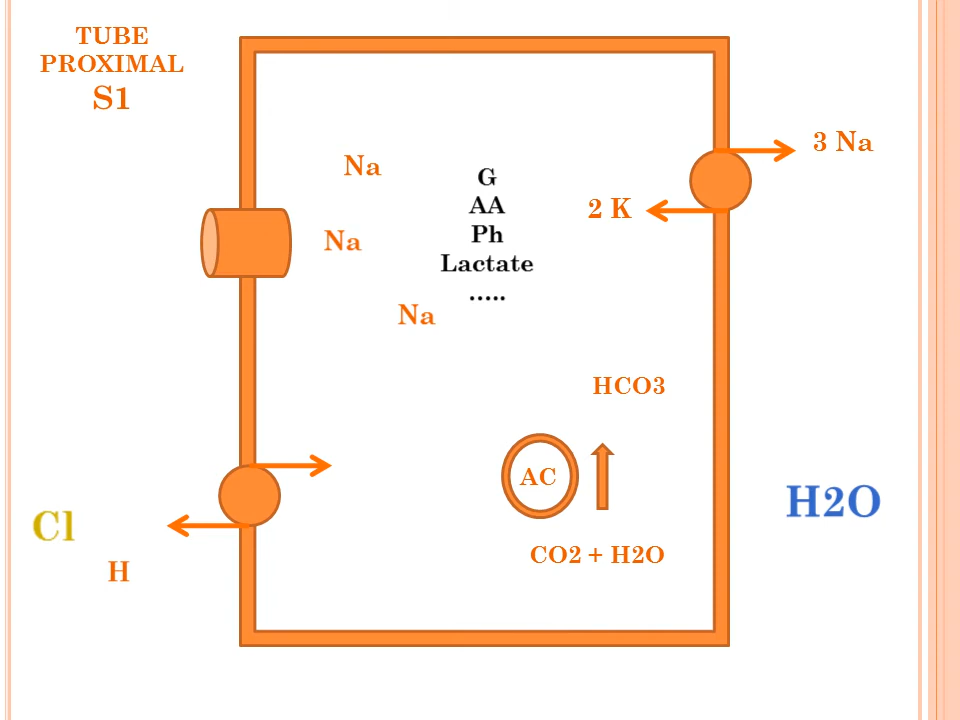 TUBE
PROXIMAL
S1
3 Na
Na
G
AA
2 K
Ph
Na
Lactate
.....
Na
HCO3
AC
H2O
Cl
CO2 + H2O
H